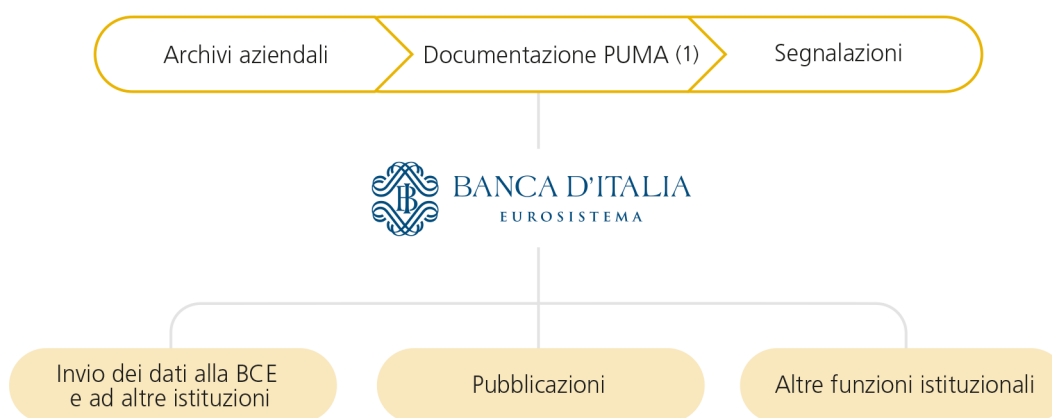 Archivi aziendali
Documentazione PUMA (1)
Segnalazioni
BANCA D'ITALIA
EUROSISTEMA
Invio dei dati alla BCE
e ad altre istituzioni
Pubblicazioni
Altre funzioni istituzionali